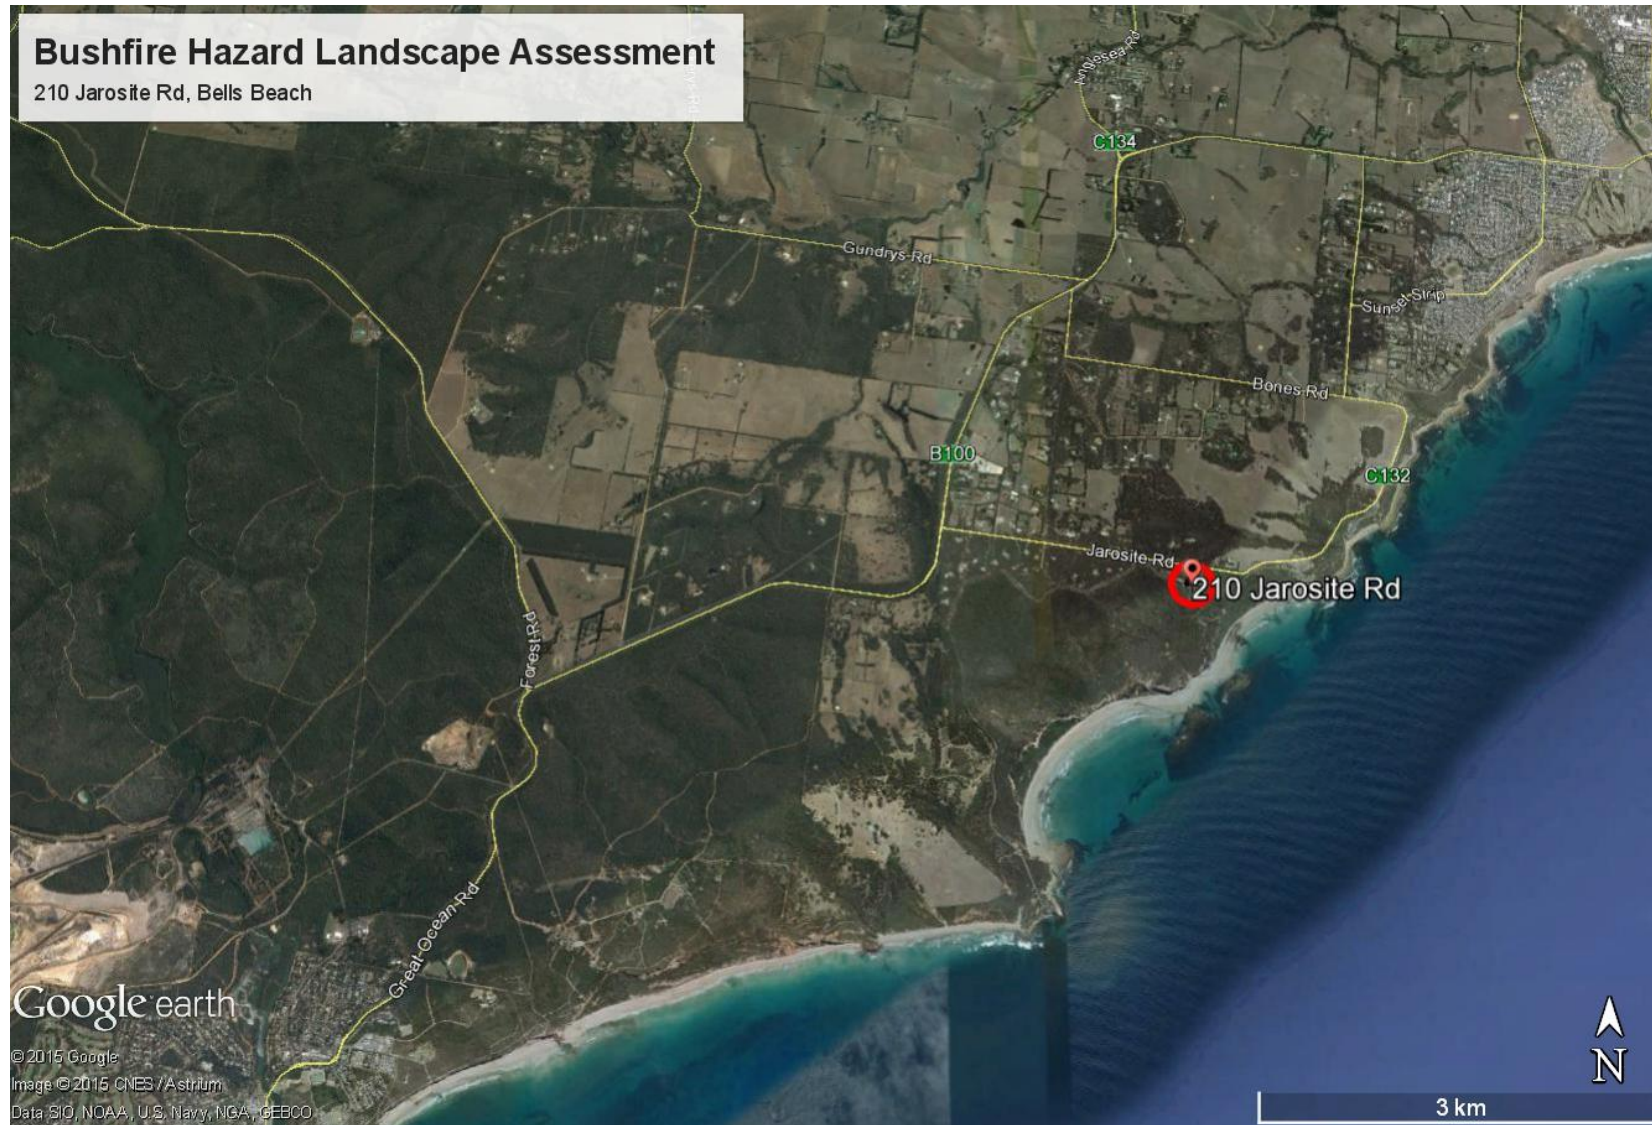 Bushfire Hazard Landscape Assessment
210 Jarosite Rd, Bells Beach
Anglesea Rd
C134
Gundrys Rd
Sunset Strip
Bones Rd
B100
C132
Jarosite Rd
210 Jarosite Rd
Forest Rd
Great Ocean Rd
Google earth
© 2015 Google
Image © 2015 CNES / Astrium
Data SIO, NOAA, U.S. Navy, NGA, GEBCO
N
3 km